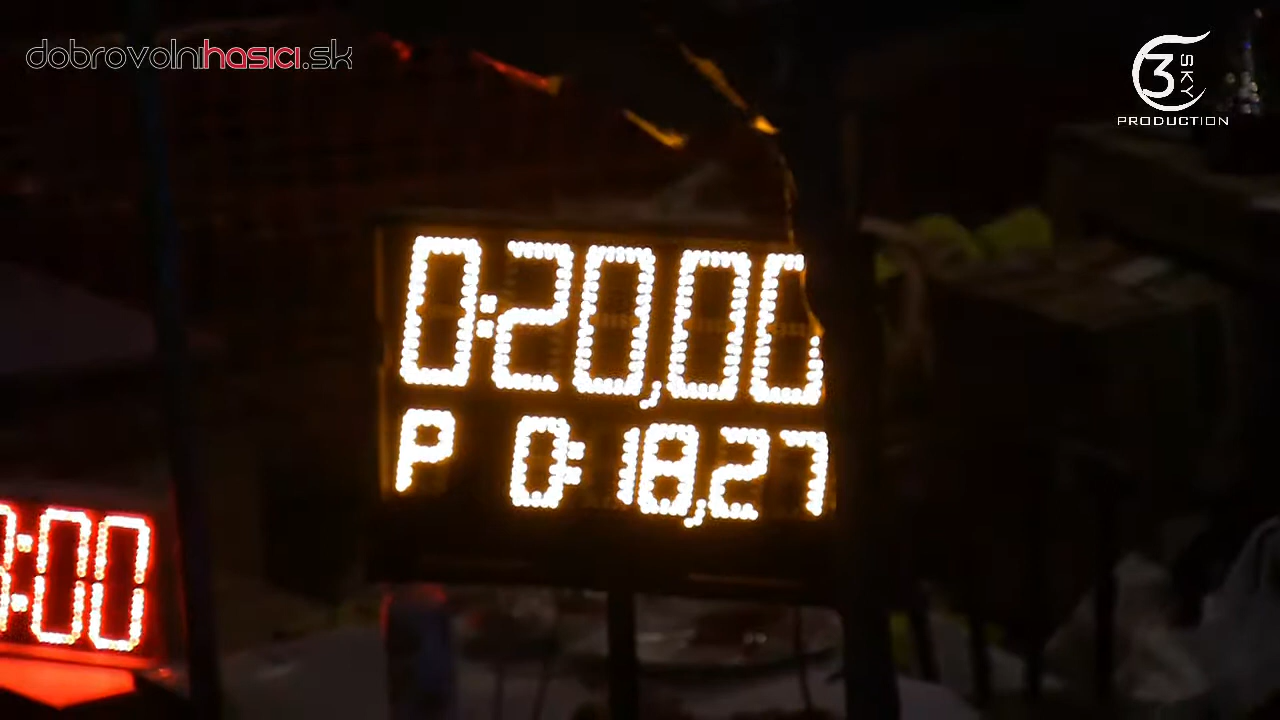 dobrovolnihasici.sk
3
SKY
PRODUCTION
0:20,00
P 0:18,27
:00